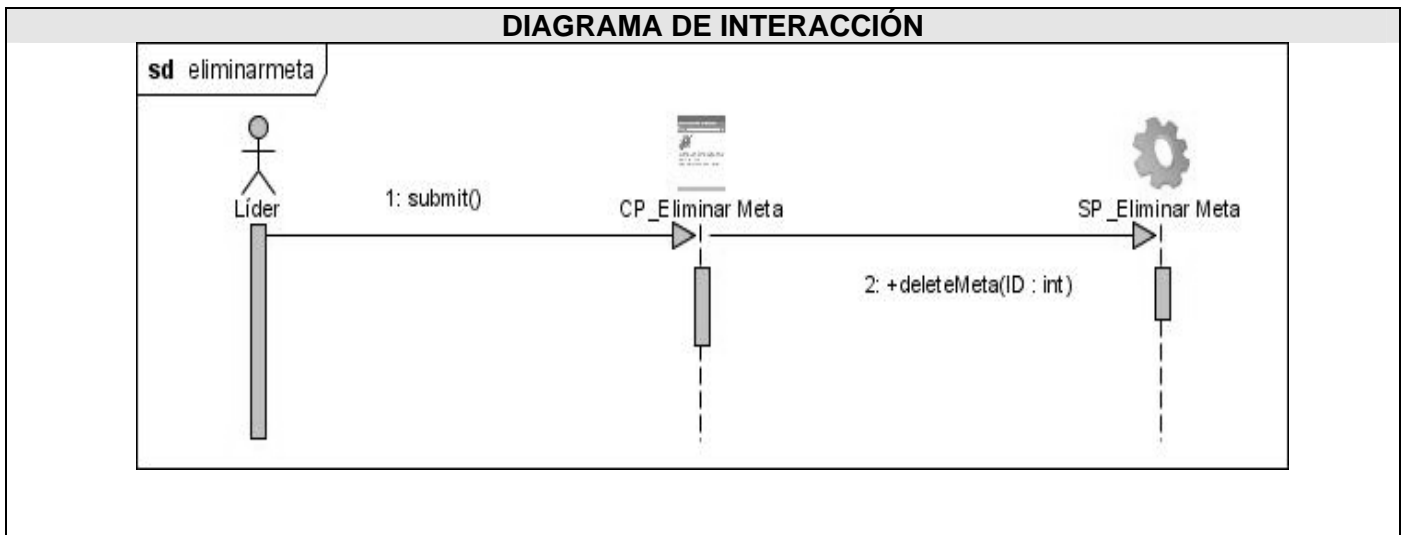 DIAGRAMA DE INTERACCIÓN
sd eliminarmeta
Líder
1: submit()
CP_Eliminar Meta
SP_Eliminar Meta
2: +deleteMeta(ID : int)